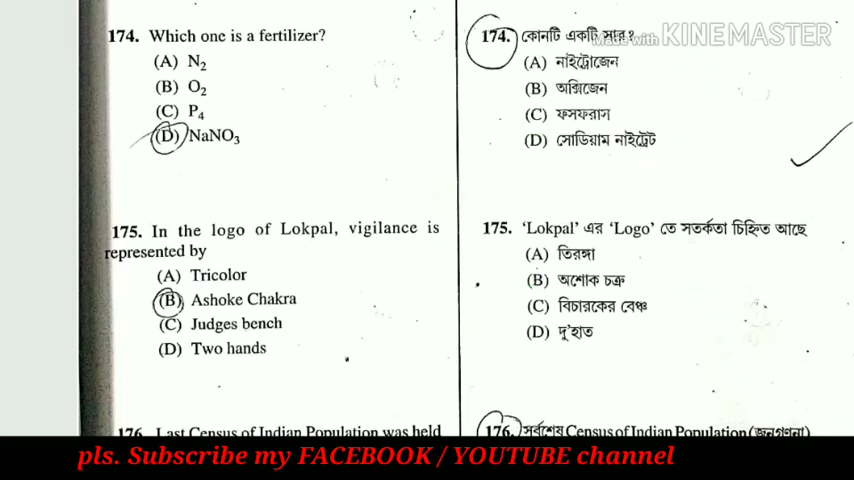 174. Which one is a fertilizer?
(A) N2
(B) O2
(C) P4
(D) NaNO3
175. In the logo of Lokpal, vigilance is
represented by
(A) Tricolor
(B) Ashoke Chakra
(C) Judges bench
(D) Two hands
176. Last Census of Indian Population was held
174. কোনটি একটি সার?
(A) নাইট্রোজেন
(B) অক্সিজেন
(C) ফসফরাস
(D) সোডিয়াম নাইট্রেট
175. 'Lokpal' এর 'Logo' তে সতর্কতা চিহ্নিত আছে
(A) তিরঙ্গা
(B) অশোক চক্র
(C) বিচারকের বেঞ্চ
(D) দু'হাত
176. সর্বশেষ Census of Indian Population (জনগণনা)
Made with KINEMASTER
pls. Subscribe my FACEBOOK / YOUTUBE channel